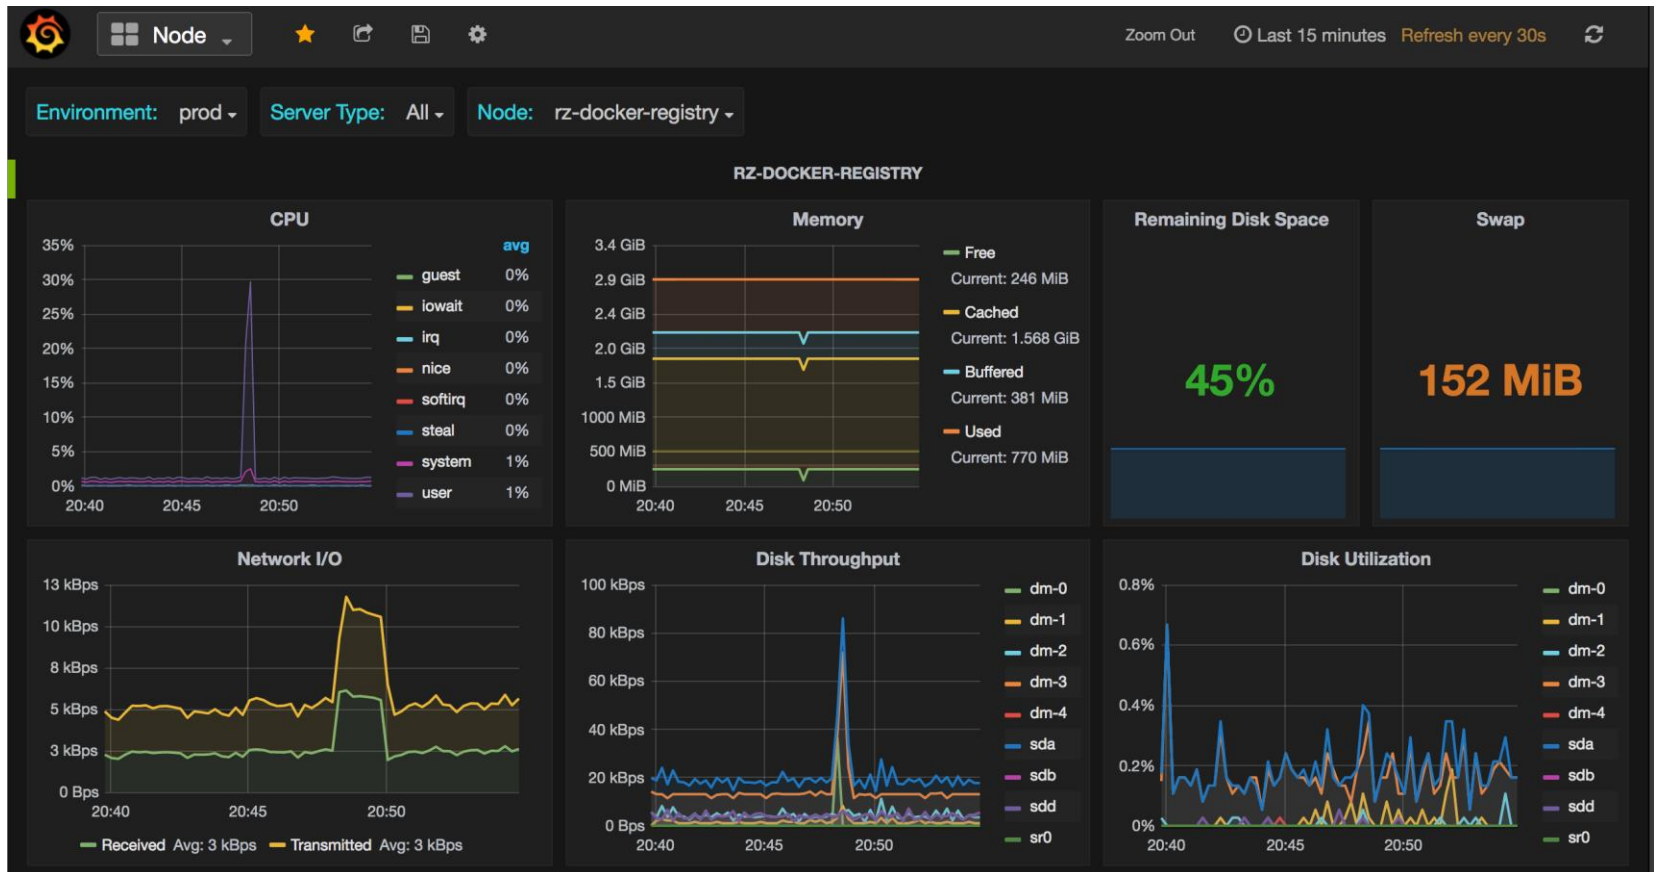 Node
Zoom Out Last 15 minutes Refresh every 30s
Environment: prod Server Type: All Node: rz-docker-registry
RZ-DOCKER-REGISTRY
CPU
35%
30%
25%
20%
15%
10%
5%
0%
20:40 20:45 20:50
avg
guest 0%
iowait 0%
irq 0%
nice 0%
softirq 0%
steal 0%
system 1%
user 1%
Memory
3.4 GiB
2.9 GiB
2.4 GiB
2.0 GiB
1.5 GiB
1000 MiB
500 MiB
0 MiB
20:40 20:45 20:50
Free
Current: 246 MiB
Cached
Current: 1.568 GiB
Buffered
Current: 381 MiB
Used
Current: 770 MiB
Remaining Disk Space
45%
Swap
152 MiB
Network I/O
13 kBps
10 kBps
8 kBps
5 kBps
3 kBps
0 Bps
20:40 20:45 20:50
Received Avg: 3 kBps Transmitted Avg: 3 kBps
Disk Throughput
100 kBps
80 kBps
60 kBps
40 kBps
20 kBps
0 Bps
20:40 20:45 20:50
dm-0
dm-1
dm-2
dm-3
dm-4
sda
sdb
sdd
sr0
Disk Utilization
0.8%
0.6%
0.4%
0.2%
0%
20:40 20:45 20:50
dm-0
dm-1
dm-2
dm-3
dm-4
sda
sdb
sdd
sr0